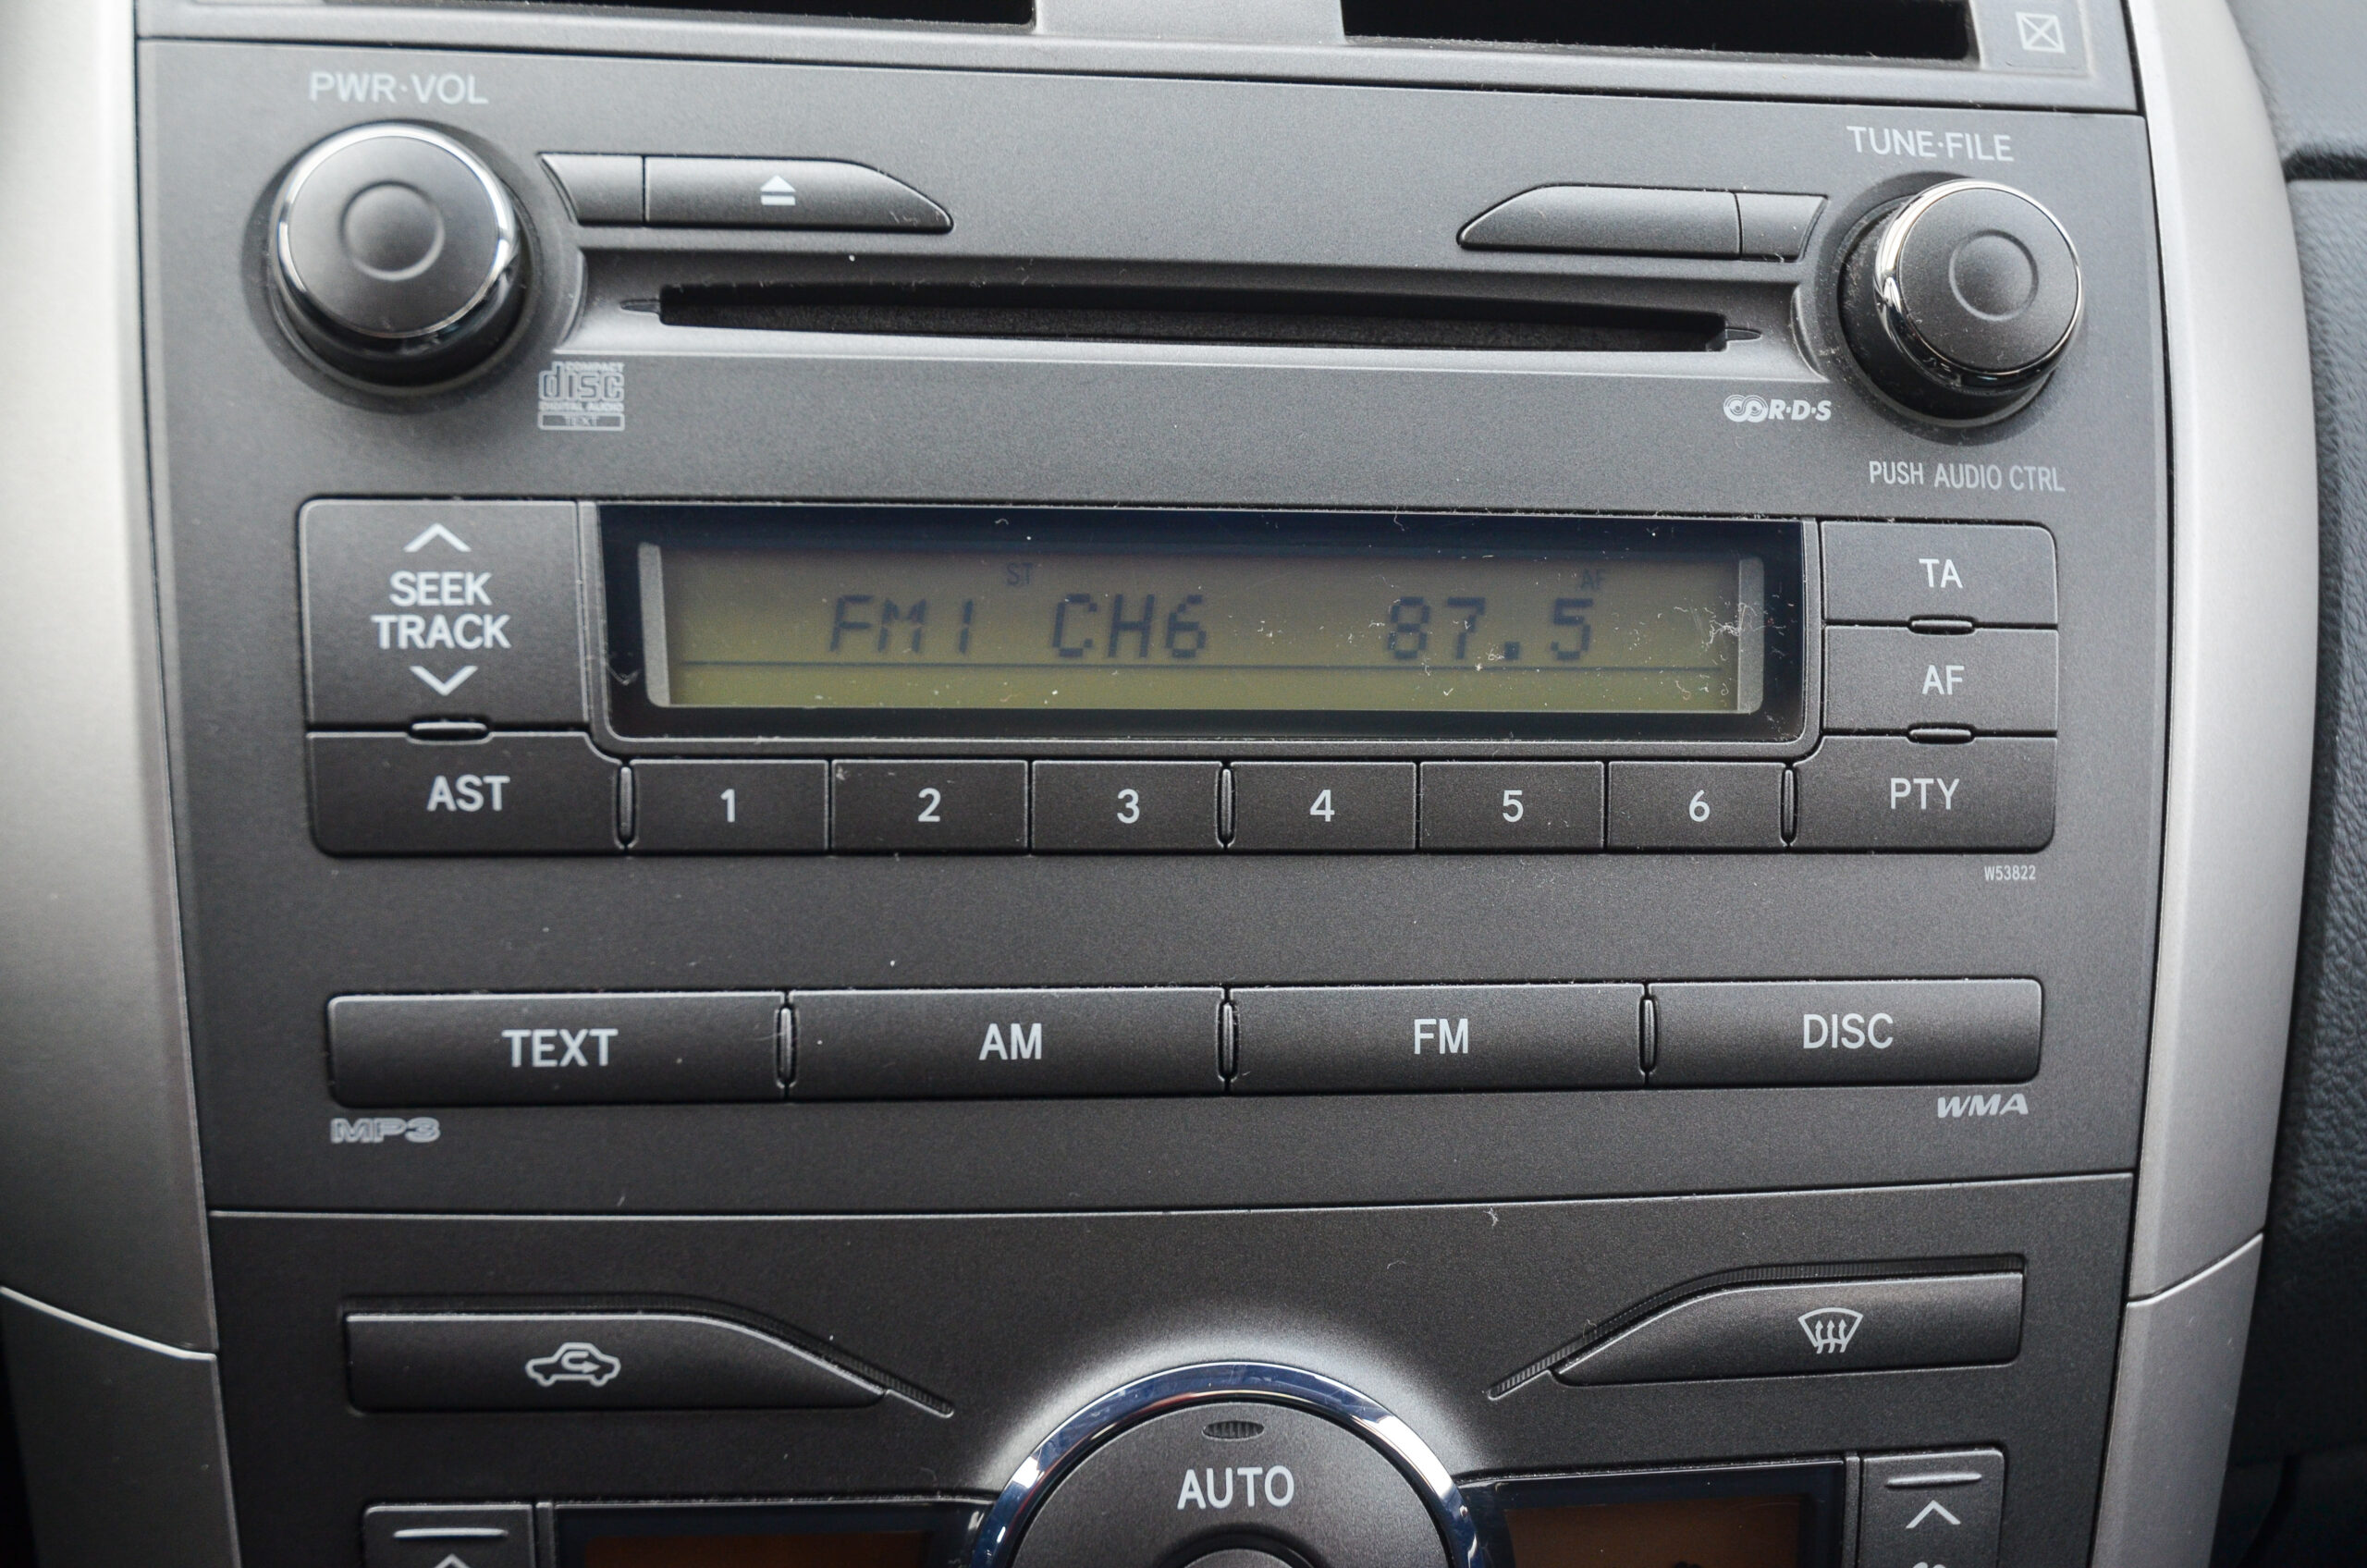 PWR·VOL
TUNE·FILE
COMPACT
disc
DIGITAL AUDIO
TEXT
R·D·S
PUSH AUDIO CTRL
SEEK
TRACK
ST
AF
FM1 CH6 87.5
TA
AF
AST
1 2 3 4 5 6
PTY
W53822
TEXT AM FM DISC
MP3
WMA
AUTO